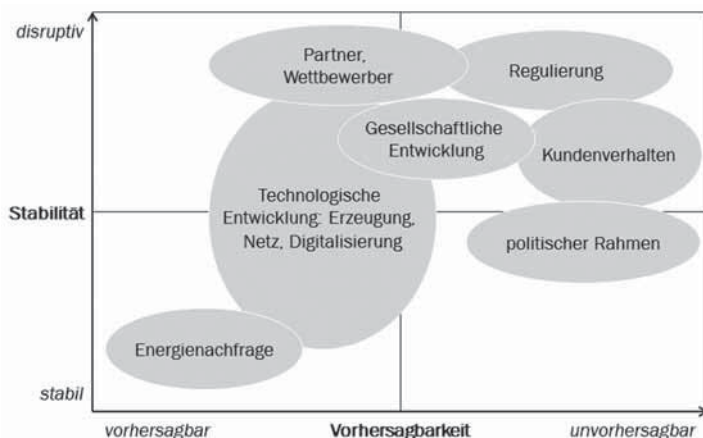 disruptiv
Partner,
Wettbewerber
Regulierung
Gesellschaftliche
Entwicklung
Kundenverhalten
Technologische
Entwicklung: Erzeugung,
Netz, Digitalisierung
Stabilität
politischer Rahmen
Energienachfrage
stabil
vorhersagbar
Vorhersagbarkeit
unvorhersagbar